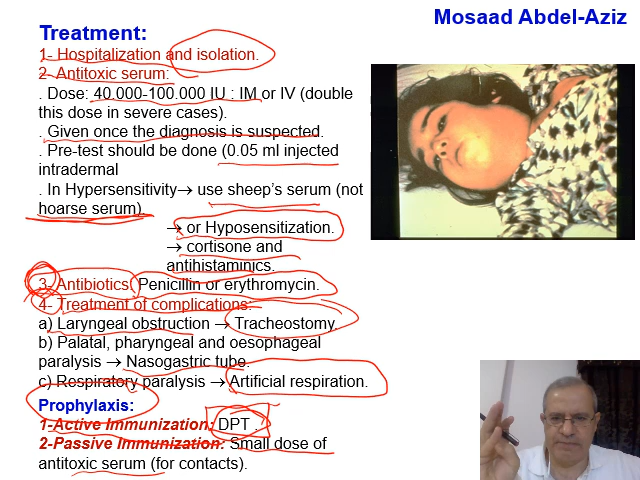 Mosaad Abdel-Aziz
Treatment:
1- Hospitalization and isolation.
2- Antitoxic serum:
. Dose: 40.000-100.000 IU : IM or IV (double
this dose in severe cases).
. Given once the diagnosis is suspected.
. Pre-test should be done (0.05 ml injected
intradermal
. In Hypersensitivity→ use sheep's serum (not
hoarse serum).
→ or Hyposensitization.
→ cortisone and
antihistaminics.
3- Antibiotics: Penicillin or erythromycin.
4- Treatment of complications:
a) Laryngeal obstruction → Tracheostomy.
b) Palatal, pharyngeal and oesophageal
paralysis → Nasogastric tube.
c) Respiratory paralysis → Artificial respiration.
Prophylaxis:
1-Active Immunization: DPT .
2-Passive Immunization: Small dose of
antitoxic serum (for contacts).